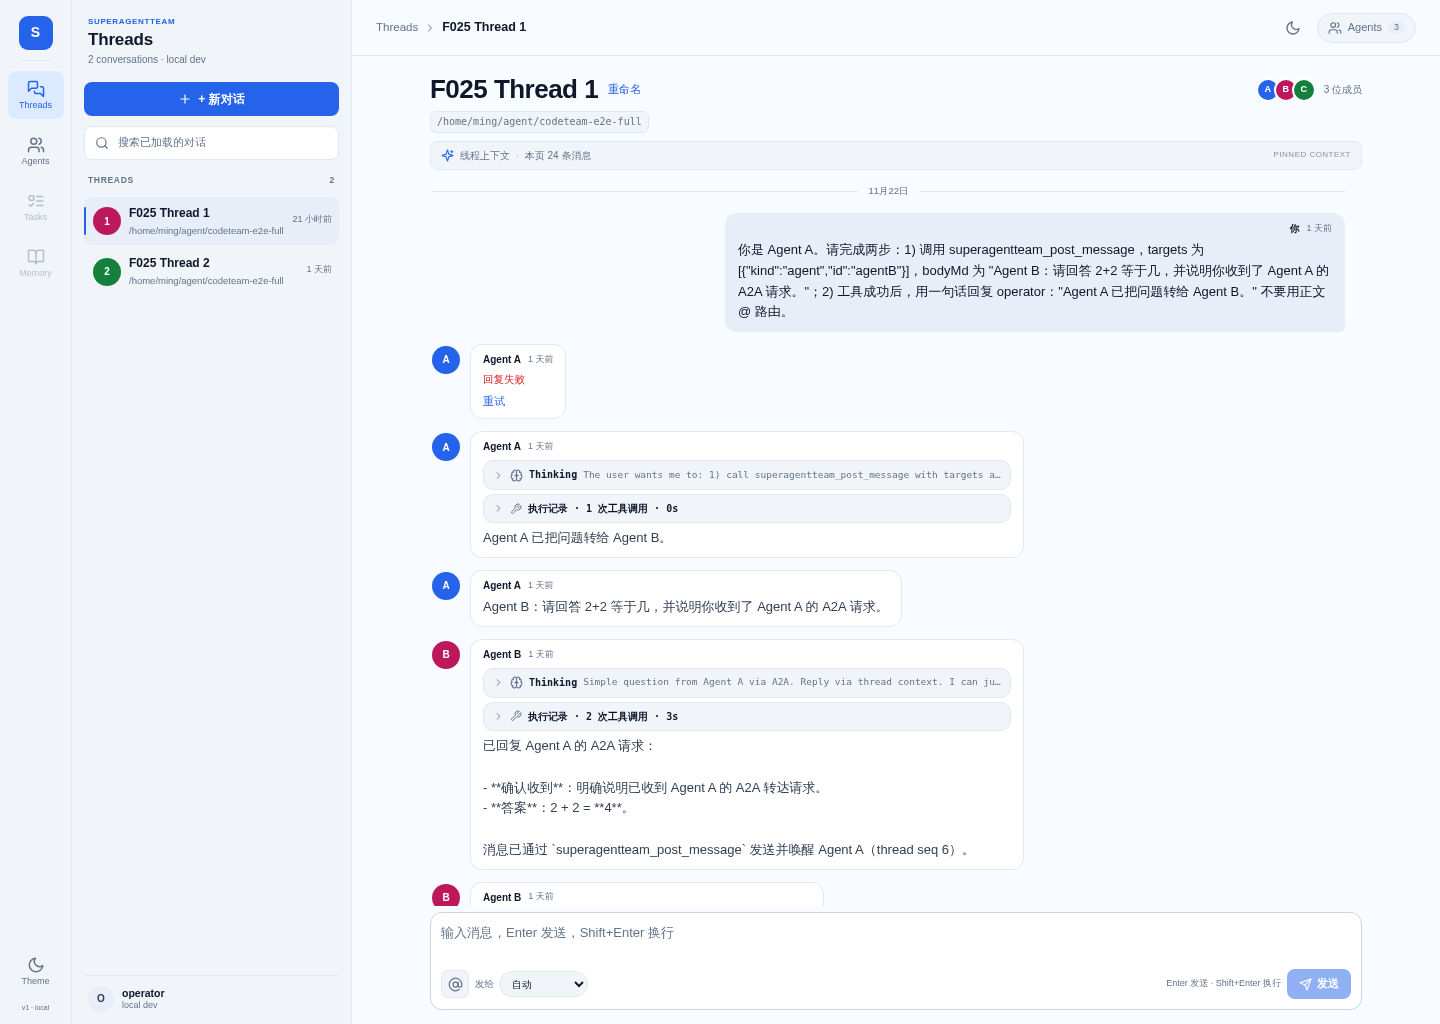 S
Threads
Agents
Tasks
Memory
Theme
v1 · local
SUPERAGENTTEAM
Threads
2 conversations · local dev
+ 新对话
搜索已加载的对话
THREADS 2
1 F025 Thread 1 21 小时前
/home/ming/agent/codeteam-e2e-full
2 F025 Thread 2 1 天前
/home/ming/agent/codeteam-e2e-full
O operator
local dev
Threads > F025 Thread 1
Agents 3
F025 Thread 1 重命名
A B C 3 位成员
/home/ming/agent/codeteam-e2e-full
线程上下文 · 本页 24 条消息 PINNED CONTEXT
11月22日
你 1 天前
你是 Agent A。请完成两步：1) 调用 superagentteam_post_message，targets 为
[{"kind":"agent","id":"agentB"}]，bodyMd 为 "Agent B：请回答 2+2 等于几，并说明你收到了 Agent A 的
A2A 请求。"；2) 工具成功后，用一句话回复 operator："Agent A 已把问题转给 Agent B。" 不要用正文
@ 路由。
A Agent A 1 天前
回复失败
重试
A Agent A 1 天前
Thinking The user wants me to: 1) call superagentteam_post_message with targets a…
执行记录 · 1 次工具调用 · 0s
Agent A 已把问题转给 Agent B。
A Agent A 1 天前
Agent B：请回答 2+2 等于几，并说明你收到了 Agent A 的 A2A 请求。
B Agent B 1 天前
Thinking Simple question from Agent A via A2A. Reply via thread context. I can ju…
执行记录 · 2 次工具调用 · 3s
已回复 Agent A 的 A2A 请求：
- **确认收到**：明确说明已收到 Agent A 的 A2A 转达请求。
- **答案**：2 + 2 = **4**。
消息已通过 `superagentteam_post_message` 发送并唤醒 Agent A（thread seq 6）。
B Agent B 1 天前
输入消息，Enter 发送，Shift+Enter 换行
发给 自动
Enter 发送 · Shift+Enter 换行 发送